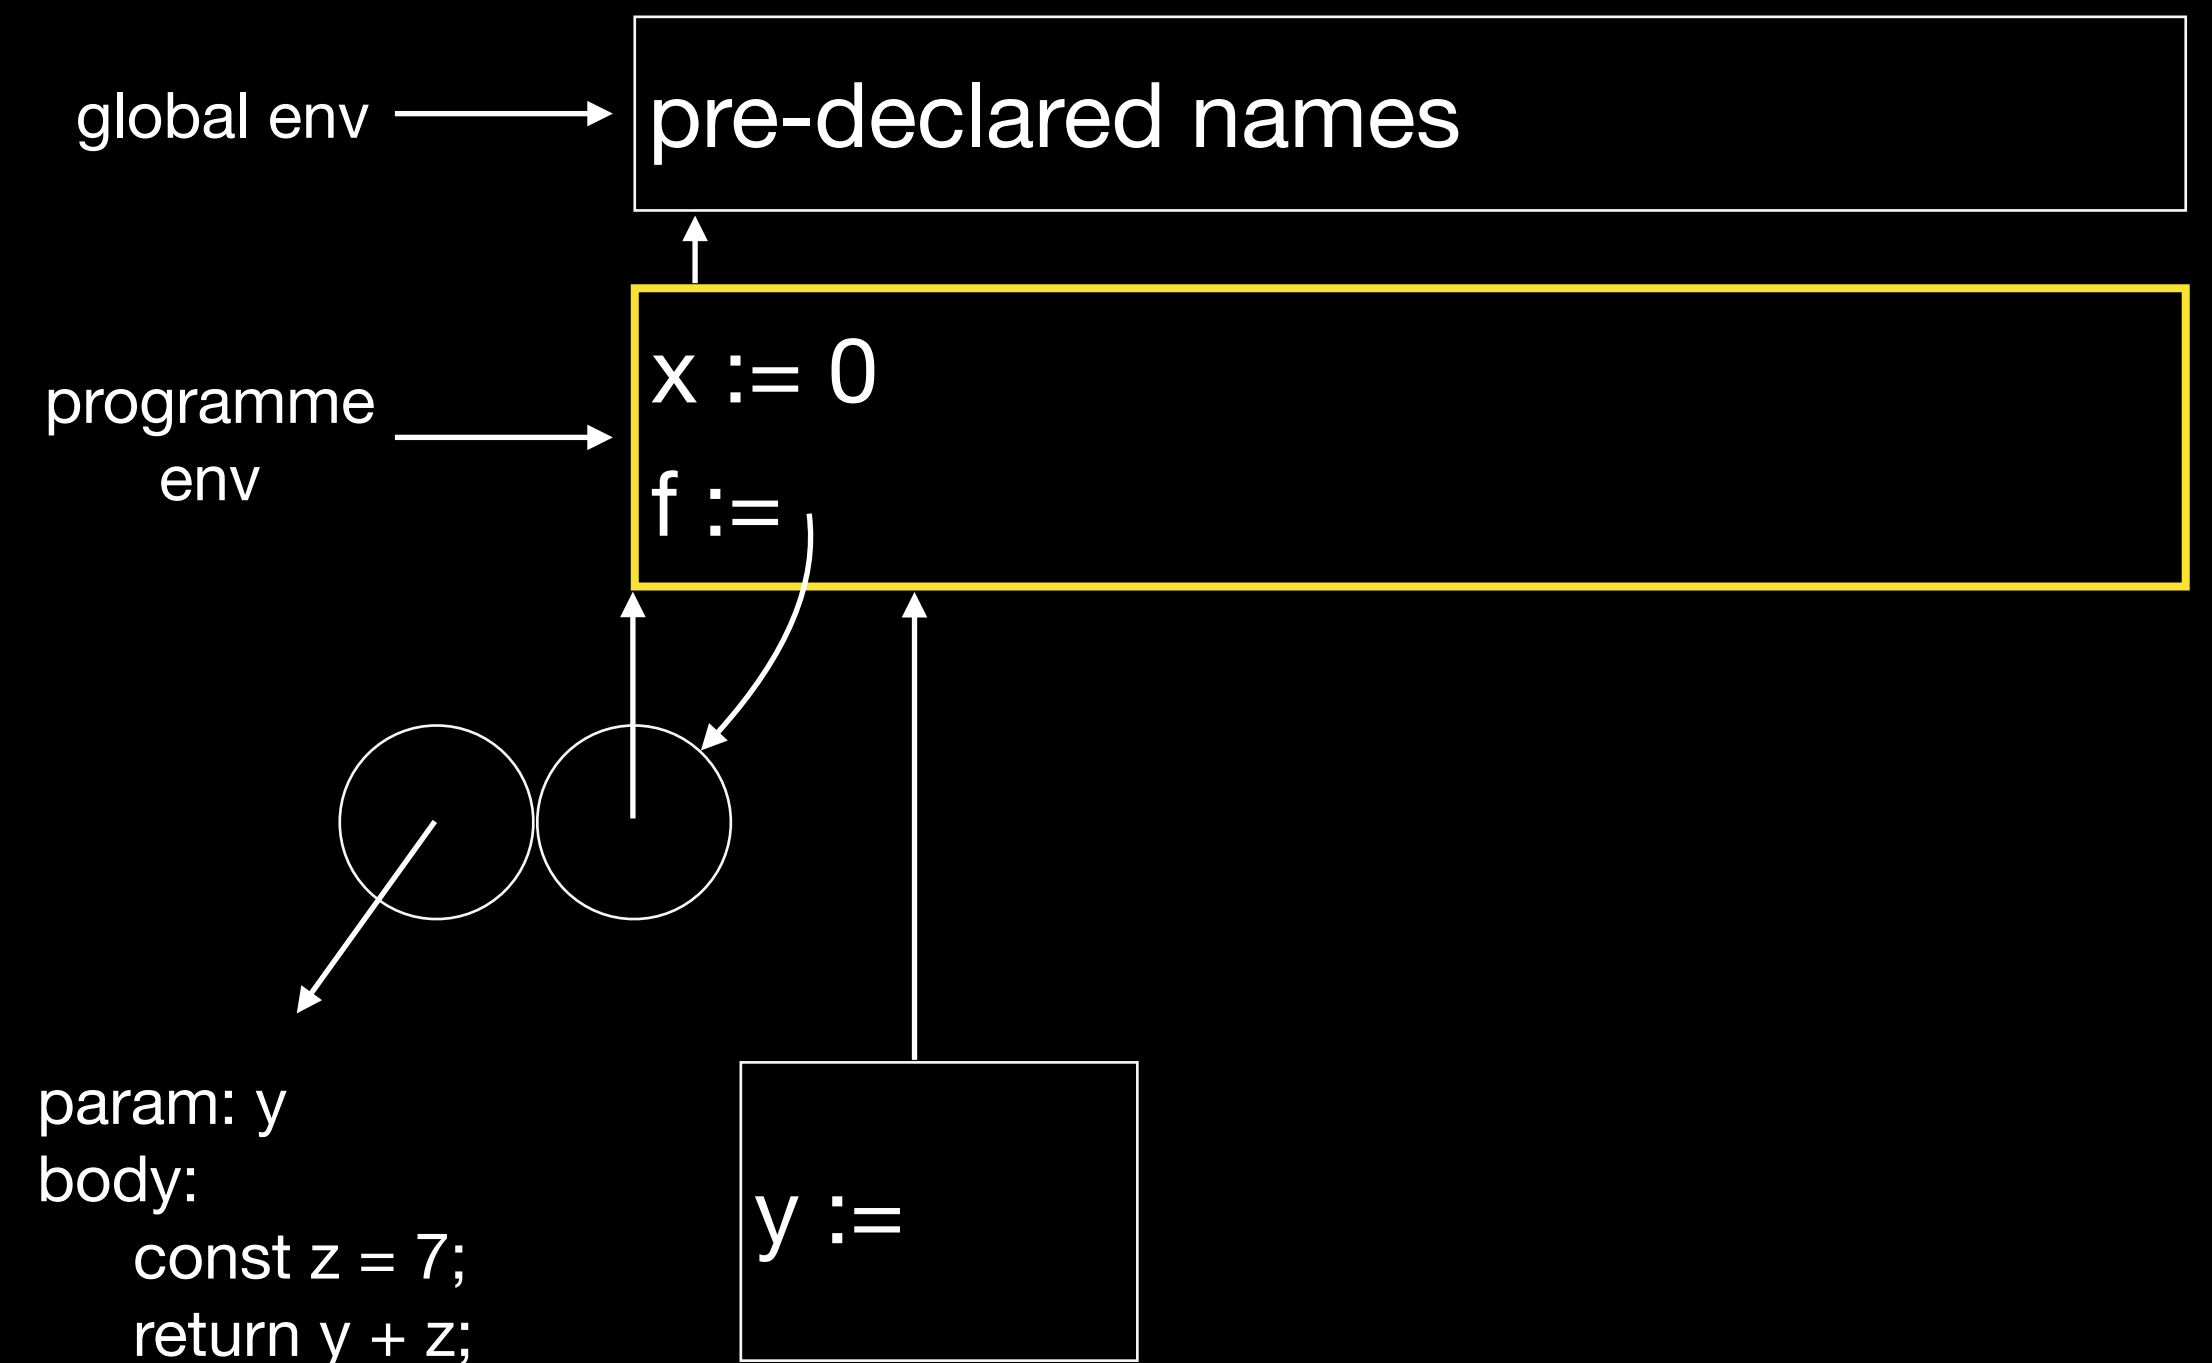 global env
pre-declared names
programme
env
x := 0
f :=
param: y
body:
const z = 7;
return y + z;
y :=